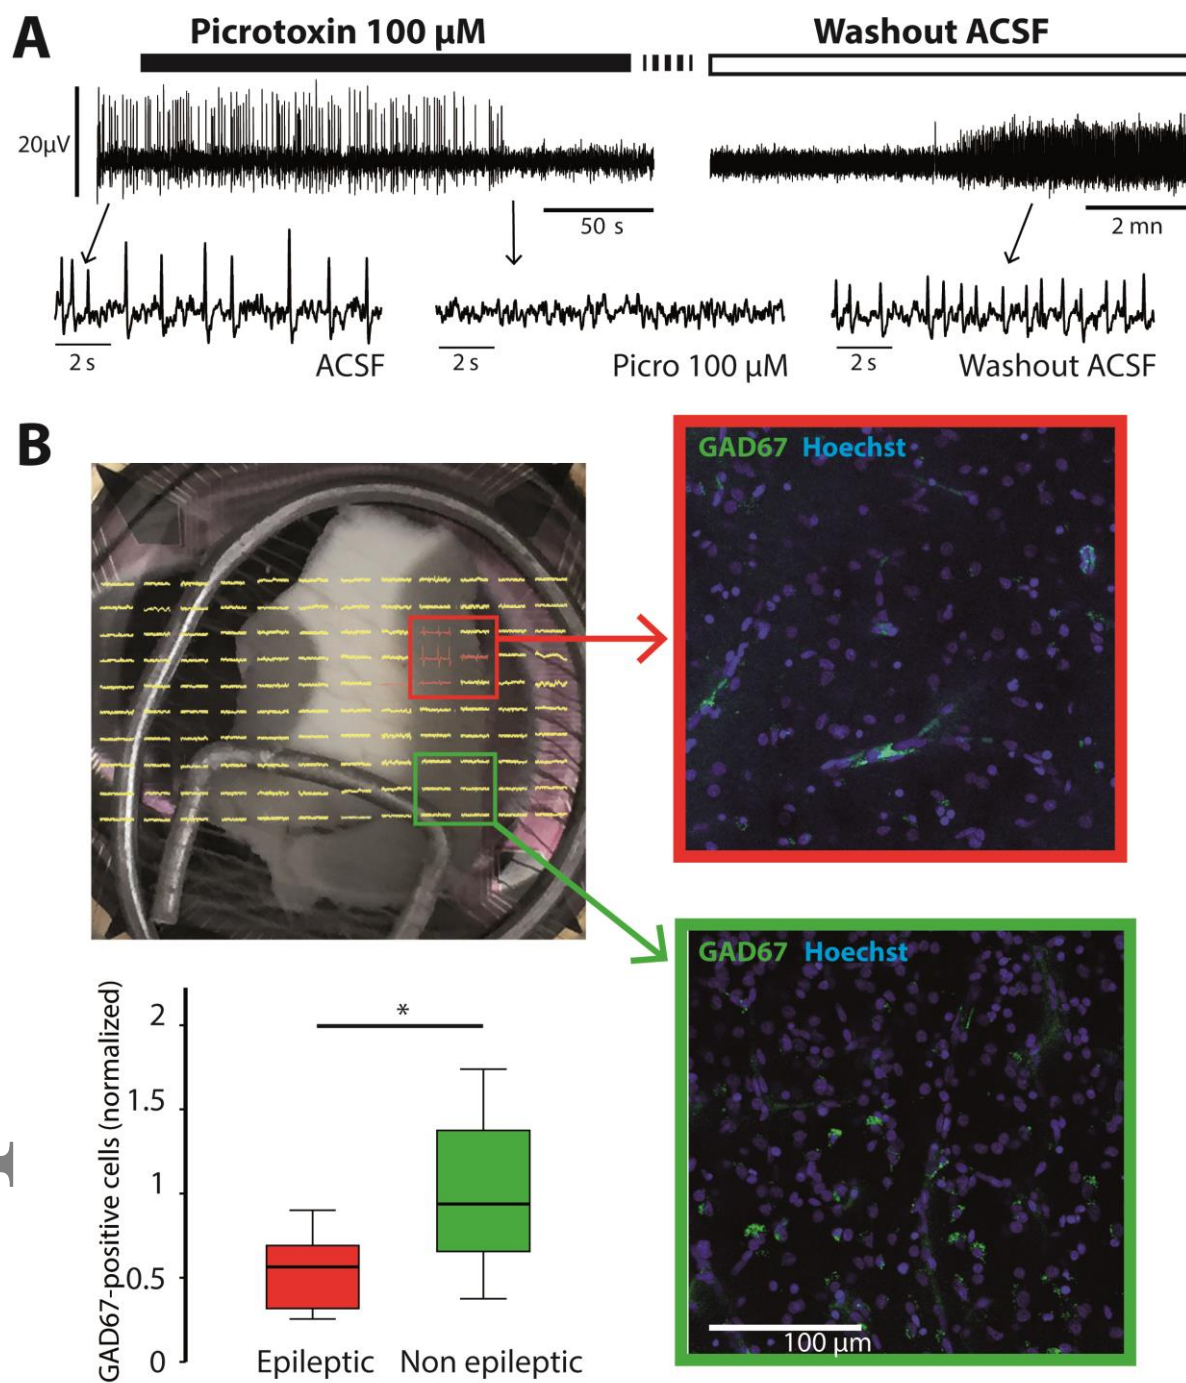 A
Picrotoxin 100 µM
Washout ACSF
20µV
50 s
2 mn
2 s
ACSF
2 s
Picro 100 µM
2 s
Washout ACSF
B
GAD67 Hoechst
GAD67 Hoechst
100 µm
GAD67-positive cells (normalized)
2
*
1.5
1
0.5
0
Epileptic
Non epileptic